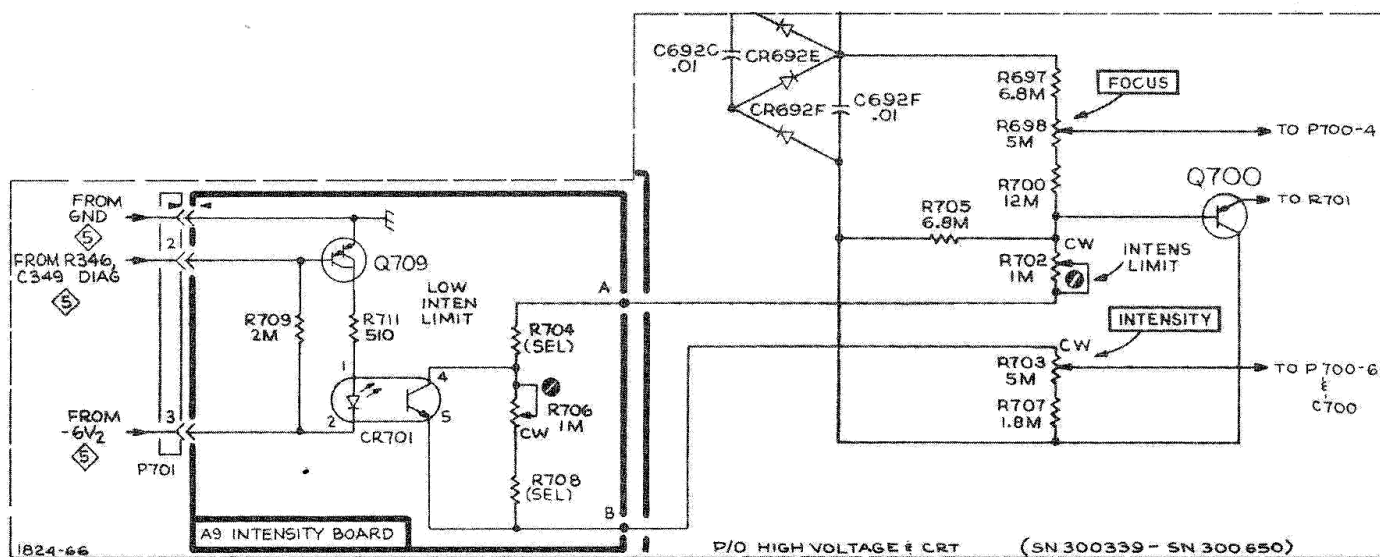 C692C
.01
CR692E
CR692F
C692F
.01
R697
6.8M
FOCUS
R698
5M
TO P700-4
R700
12M
Q700
TO R701
R705
6.8M
CW
R702
1M
INTENS
LIMIT
INTENSITY
CW
R703
5M
TO P700-6
&
C700
R707
1.8M
FROM
GND
5
2
FROM R346,
C349 DIAG
5
Q709
LOW
INTEN
LIMIT
A
R709
2M
R711
510
R704
(SEL)
1
4
2
5
CR701
R706
1M
CW
FROM
-6V2
5
3
P701
R708
(SEL)
B
A9 INTENSITY BOARD
1824-66
P/O HIGH VOLTAGE & CRT (SN 300339 - SN 300650)